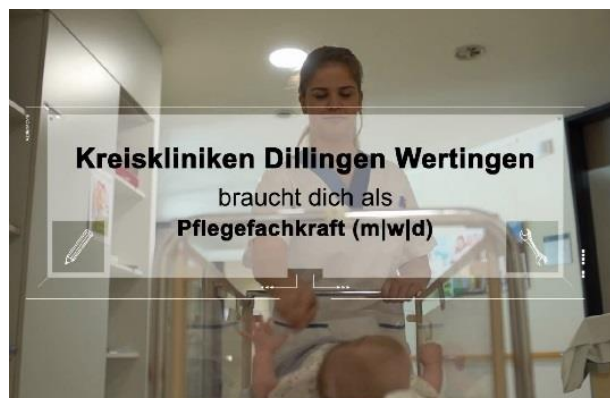 Kreiskliniken Dillingen Wertingen
braucht dich als
Pflegefachkraft (m|w|d)